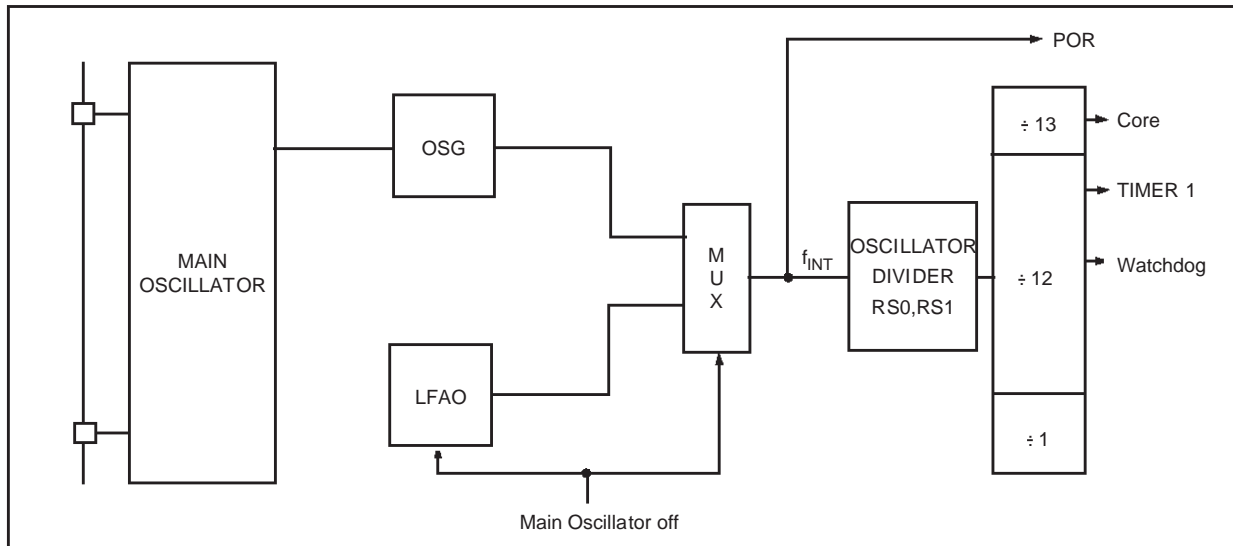 POR
MAIN
OSCILLATOR
OSG
LFAO
Main Oscillator off
M
U
X
fINT
OSCILLATOR
DIVIDER
RS0,RS1
÷ 13
÷ 12
÷ 1
Core
TIMER 1
Watchdog